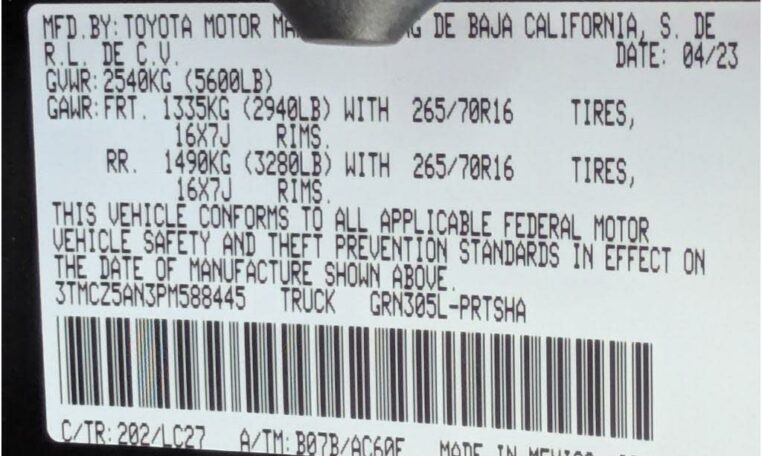 MFD.BY: TOYOTA MOTOR DE BAJA CALIFORNIA, S. DE
R.L. DE C.V. DATE: 04/23
GVWR: 2540KG (5600LB)
GAWR: FRT. 1335KG (2940LB) WITH 265/70R16 TIRES,
16X7J RIMS.
RR. 1490KG (3280LB) WITH 265/70R16 TIRES,
16X7J RIMS.
THIS VEHICLE CONFORMS TO ALL APPLICABLE FEDERAL MOTOR
VEHICLE SAFETY AND THEFT PREVENTION STANDARDS IN EFFECT ON
THE DATE OF MANUFACTURE SHOWN ABOVE.
3TMCZ5AN3PM588445 TRUCK GRN305L-PRTSHA
C/TR: 202/LC27 A/TM: B07B/AC60F MADE IN MEXICO